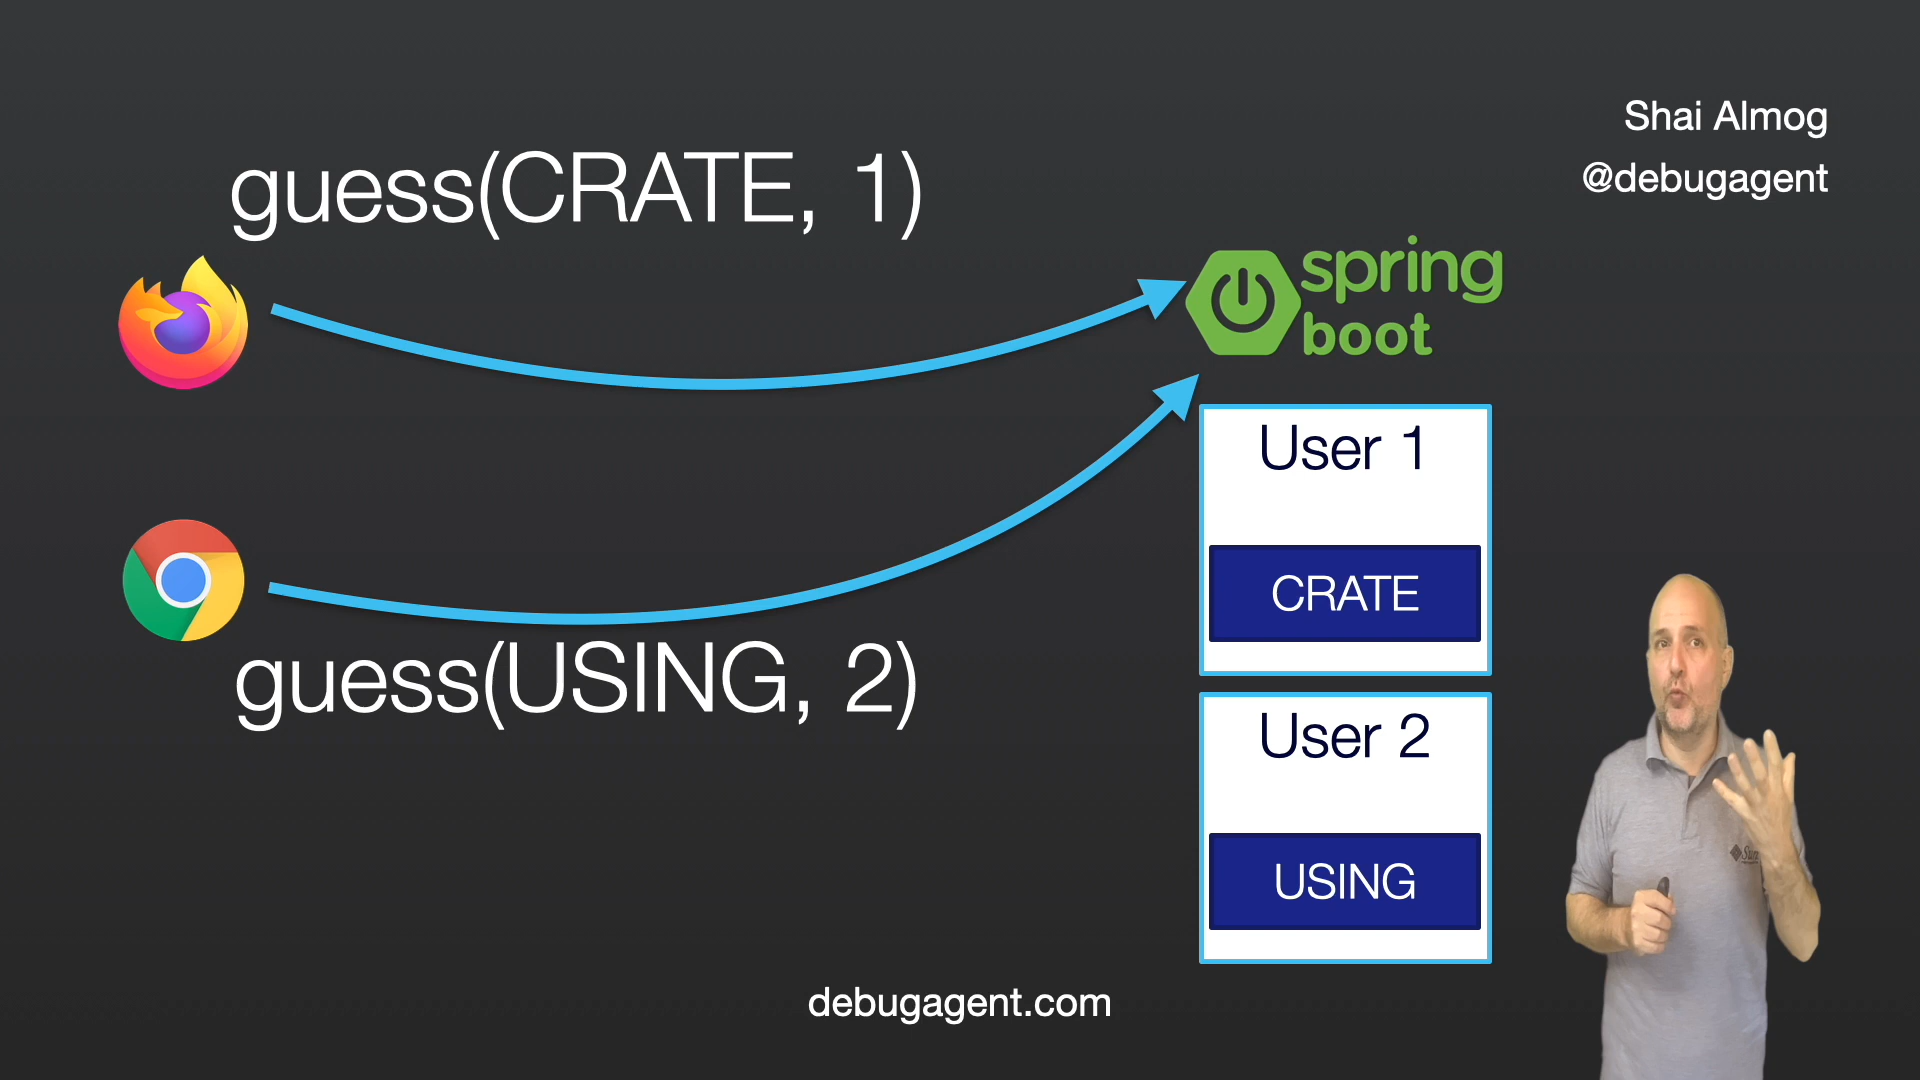 Shai Almog
@debugagent
guess(CRATE, 1)
spring
boot
User 1
CRATE
guess(USING, 2)
User 2
USING
Sun
debugagent.com